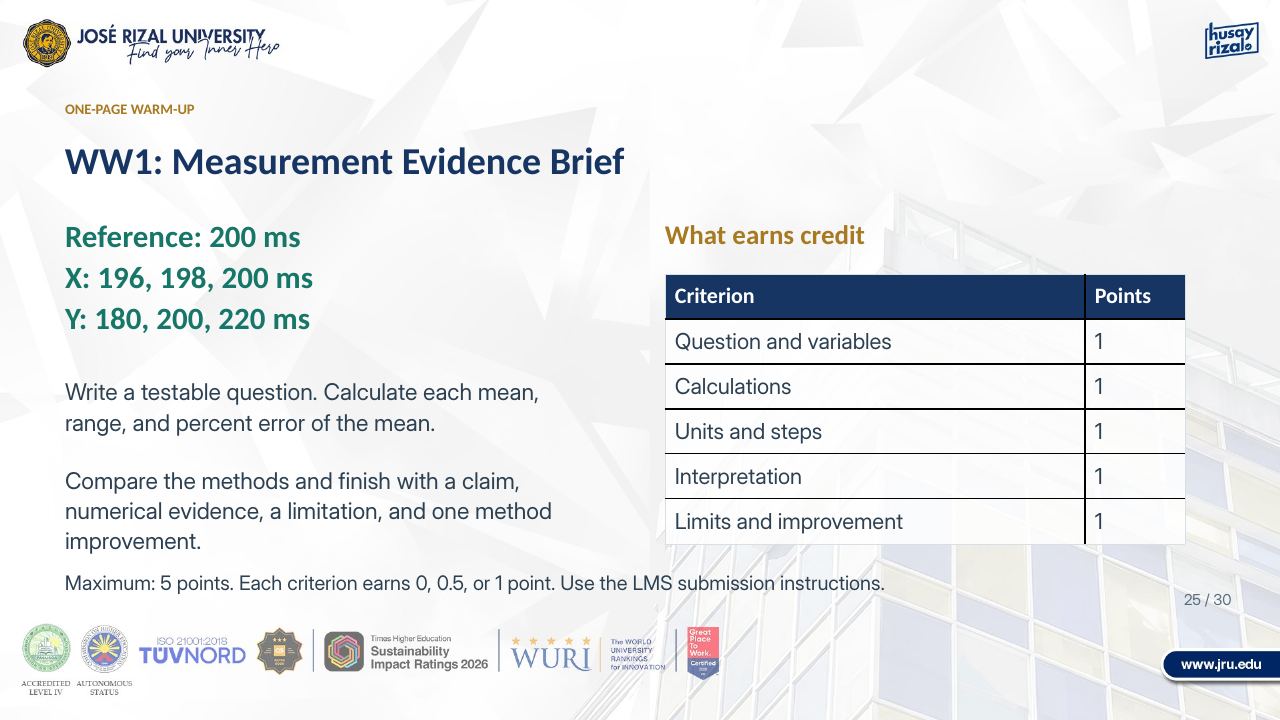 JOSÉ RIZAL UNIVERSITY
Find your Inner Hero
husay
rizal
ONE-PAGE WARM-UP
WW1: Measurement Evidence Brief
Reference: 200 ms
X: 196, 198, 200 ms
Y: 180, 200, 220 ms
Write a testable question. Calculate each mean,
range, and percent error of the mean.
Compare the methods and finish with a claim,
numerical evidence, a limitation, and one method
improvement.
What earns credit
Criterion Points
Question and variables 1
Calculations 1
Units and steps 1
Interpretation 1
Limits and improvement 1
Maximum: 5 points. Each criterion earns 0, 0.5, or 1 point. Use the LMS submission instructions.
25 / 30
ACCREDITED
LEVEL IV
AUTONOMOUS
STATUS
ISO 21001:2018
TÜVNORD
Times Higher Education
Sustainability
Impact Ratings 2026
WURI
The WORLD
UNIVERSITY
RANKINGS
for INNOVATION
Great
Place
To
Work.
Certified
www.jru.edu